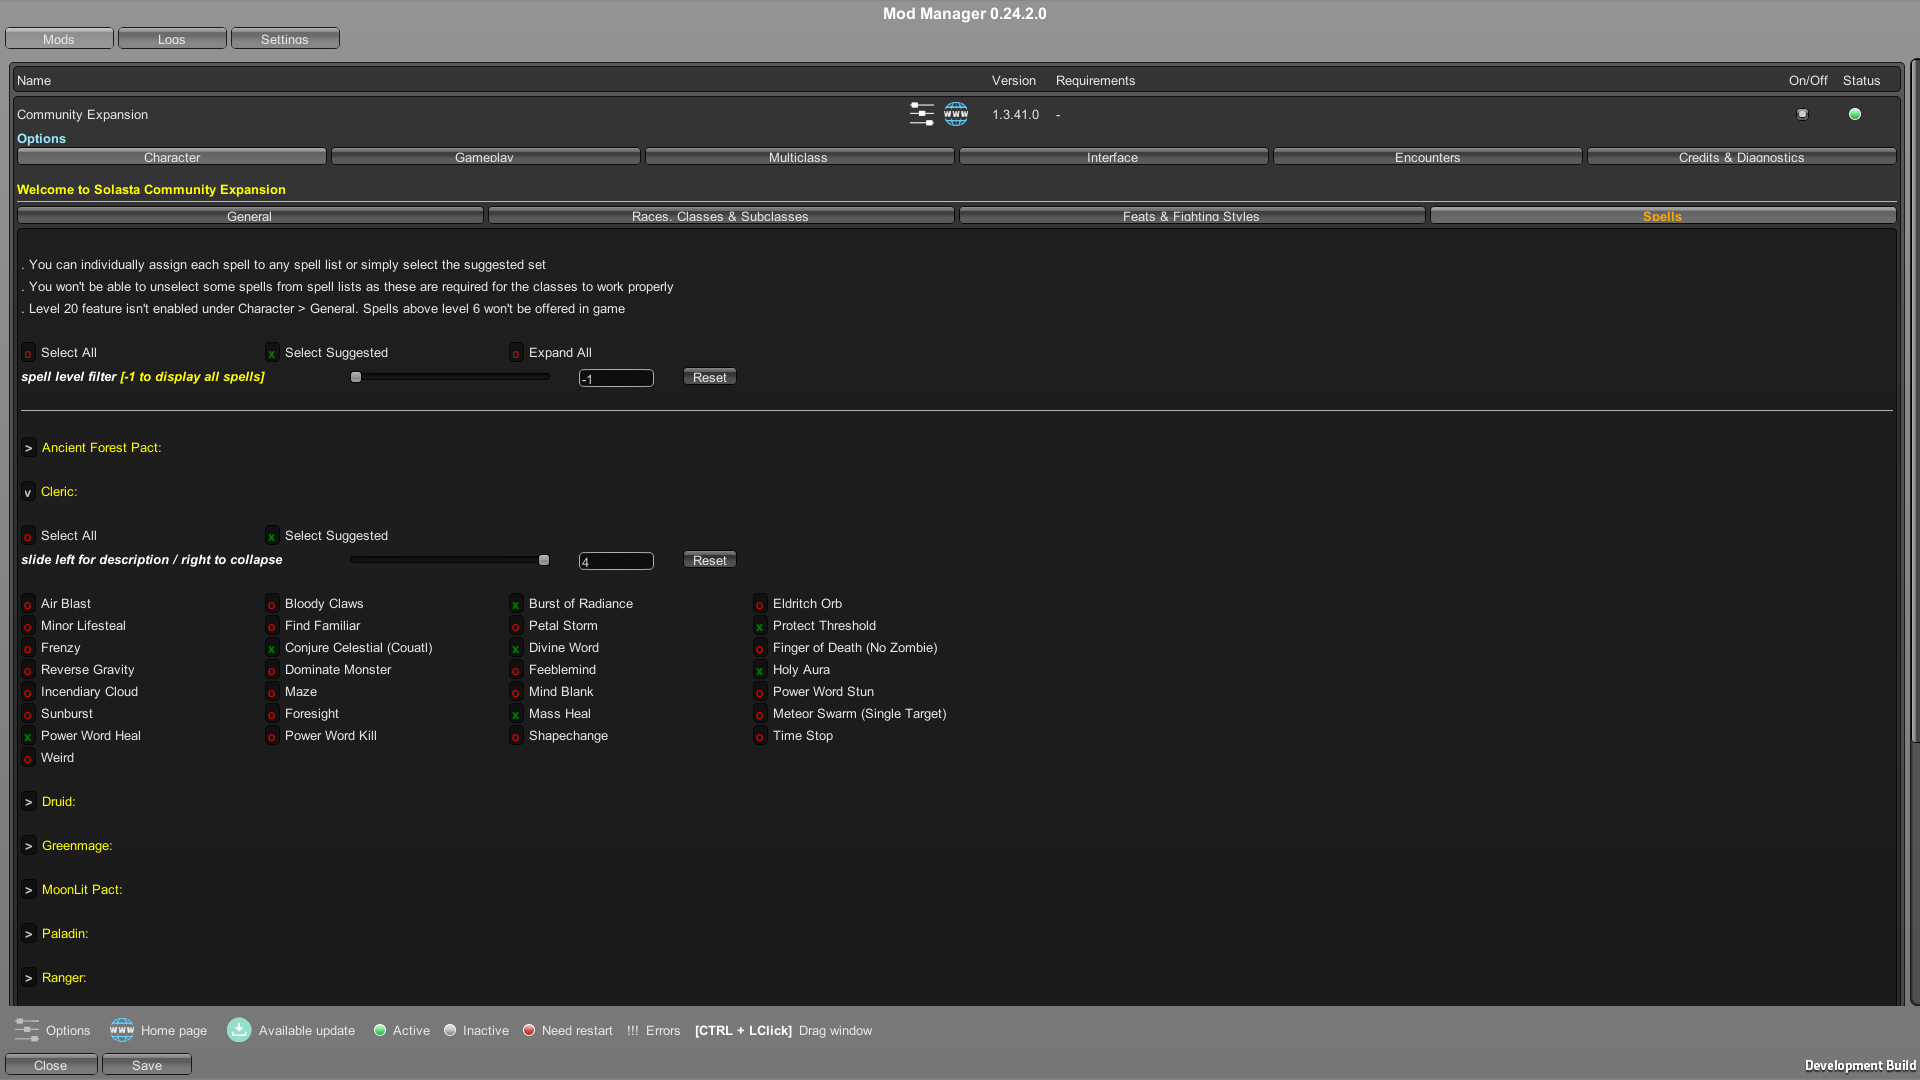 Mod Manager 0.24.2.0
Mods Logs Settings
Name Version Requirements On/Off Status
Community Expansion WWW 1.3.41.0 - 
Options
Character Gameplay Multiclass Interface Encounters Credits & Diagnostics
Welcome to Solasta Community Expansion
General Races, Classes & Subclasses Feats & Fighting Styles Spells
. You can individually assign each spell to any spell list or simply select the suggested set
. You won't be able to unselect some spells from spell lists as these are required for the classes to work properly
. Level 20 feature isn't enabled under Character > General. Spells above level 6 won't be offered in game
o Select All x Select Suggested o Expand All
spell level filter [-1 to display all spells] -1 Reset
> Ancient Forest Pact:
v Cleric:
o Select All x Select Suggested
slide left for description / right to collapse 4 Reset
o Air Blast o Bloody Claws x Burst of Radiance o Eldritch Orb
o Minor Lifesteal o Find Familiar o Petal Storm x Protect Threshold
o Frenzy x Conjure Celestial (Couatl) x Divine Word o Finger of Death (No Zombie)
o Reverse Gravity o Dominate Monster o Feeblemind x Holy Aura
o Incendiary Cloud o Maze o Mind Blank o Power Word Stun
o Sunburst o Foresight x Mass Heal o Meteor Swarm (Single Target)
x Power Word Heal o Power Word Kill o Shapechange o Time Stop
o Weird
> Druid:
> Greenmage:
> MoonLit Pact:
> Paladin:
> Ranger:
Options WWW Home page Available update Active Inactive Need restart !!! Errors [CTRL + LClick] Drag window
Close Save
Development Build